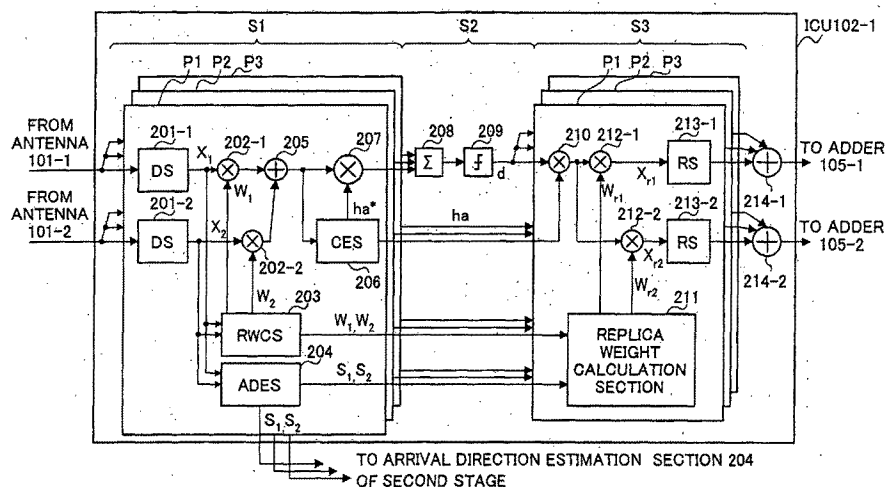 S1
S2
S3
ICU102-1
P1
P2
P3
P1
P2
P3
FROM
ANTENNA
101-1
201-1
DS
X1
202-1
W1
205
207
208
Σ
209
d
210
212-1
213-1
Xr1
RS
TO ADDER
105-1
214-1
FROM
ANTENNA
101-2
201-2
DS
X2
202-2
W2
ha*
CES
206
ha
Wr1
212-2
213-2
Xr2
RS
TO ADDER
105-2
214-2
Wr2
203
RWCS
W1,W2
211
REPLICA
WEIGHT
CALCULATION
SECTION
204
ADES
S1,S2
S1,S2
TO ARRIVAL DIRECTION ESTIMATION SECTION 204
OF SECOND STAGE